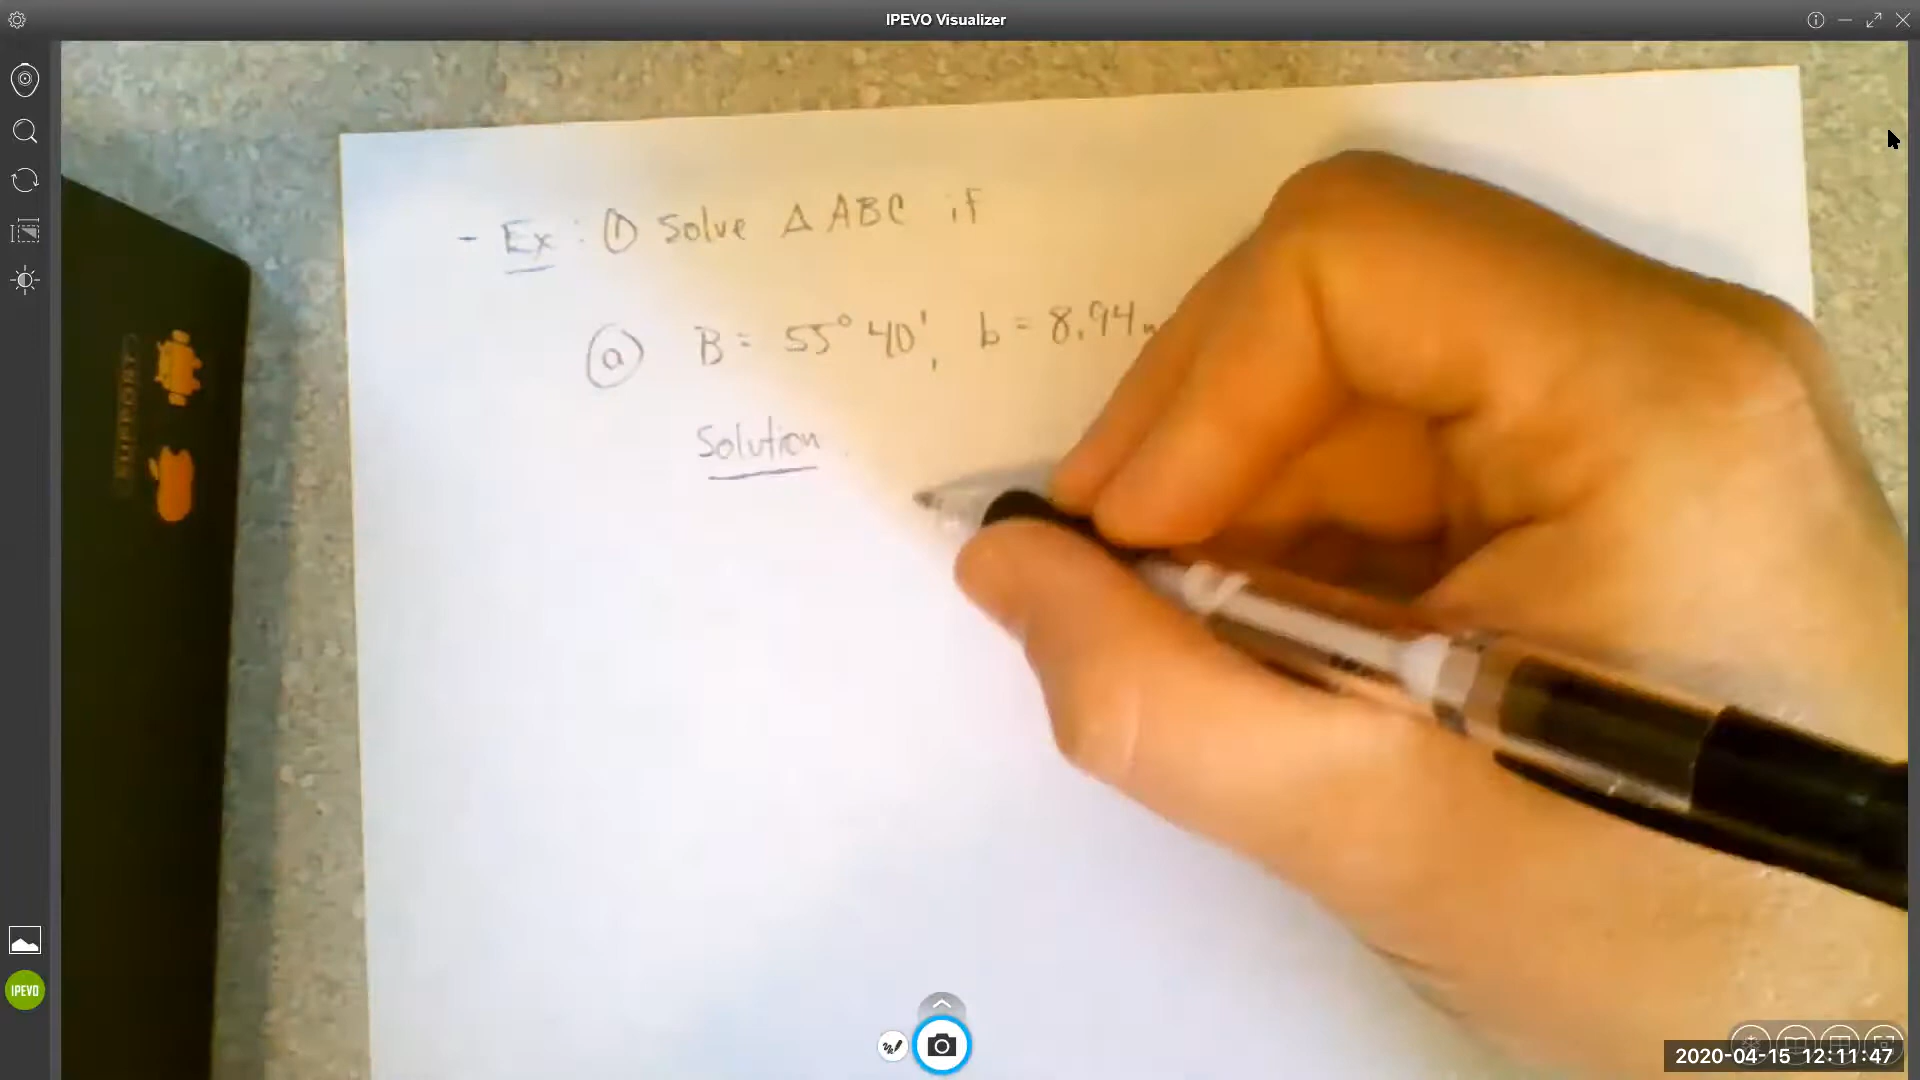 IPEVO Visualizer
- Ex: ① Solve △ ABC if
ⓐ B = 55° 40', b = 8.94
Solution
IPEVO
2020-04-15 12:11:47